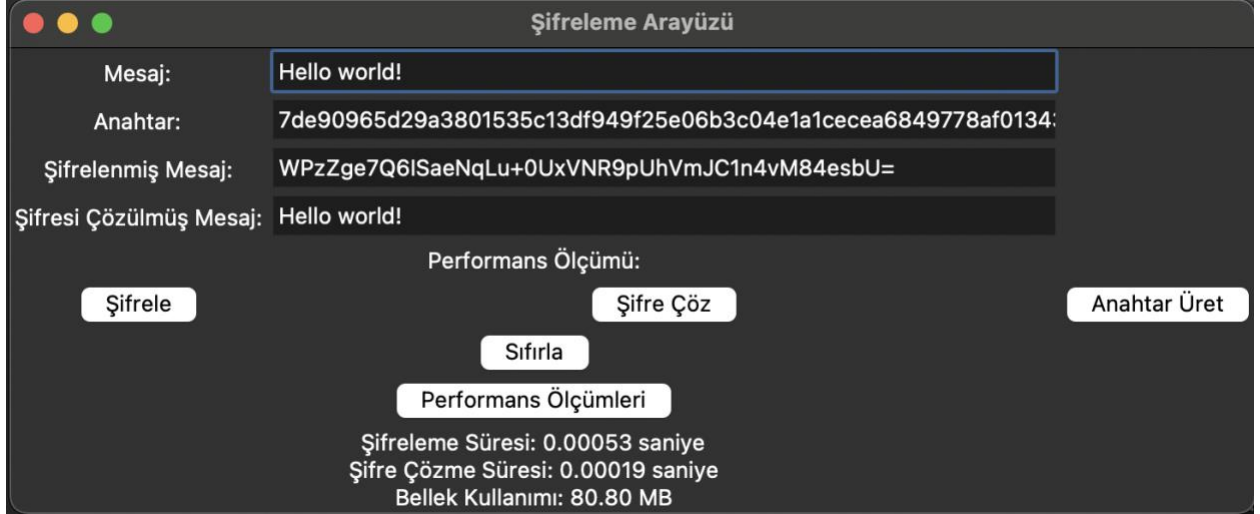 Şifreleme Arayüzü
Mesaj: Hello world!
Anahtar: 7de90965d29a3801535c13df949f25e06b3c04e1a1cecea6849778af01343
Şifrelenmiş Mesaj: WPzZge7Q6ISaeNqLu+0UxVNR9pUhVmJC1n4vM84esbU=
Şifresi Çözülmüş Mesaj: Hello world!
Performans Ölçümü:
Şifrele Şifre Çöz Anahtar Üret
Sıfırla
Performans Ölçümleri
Şifreleme Süresi: 0.00053 saniye
Şifre Çözme Süresi: 0.00019 saniye
Bellek Kullanımı: 80.80 MB